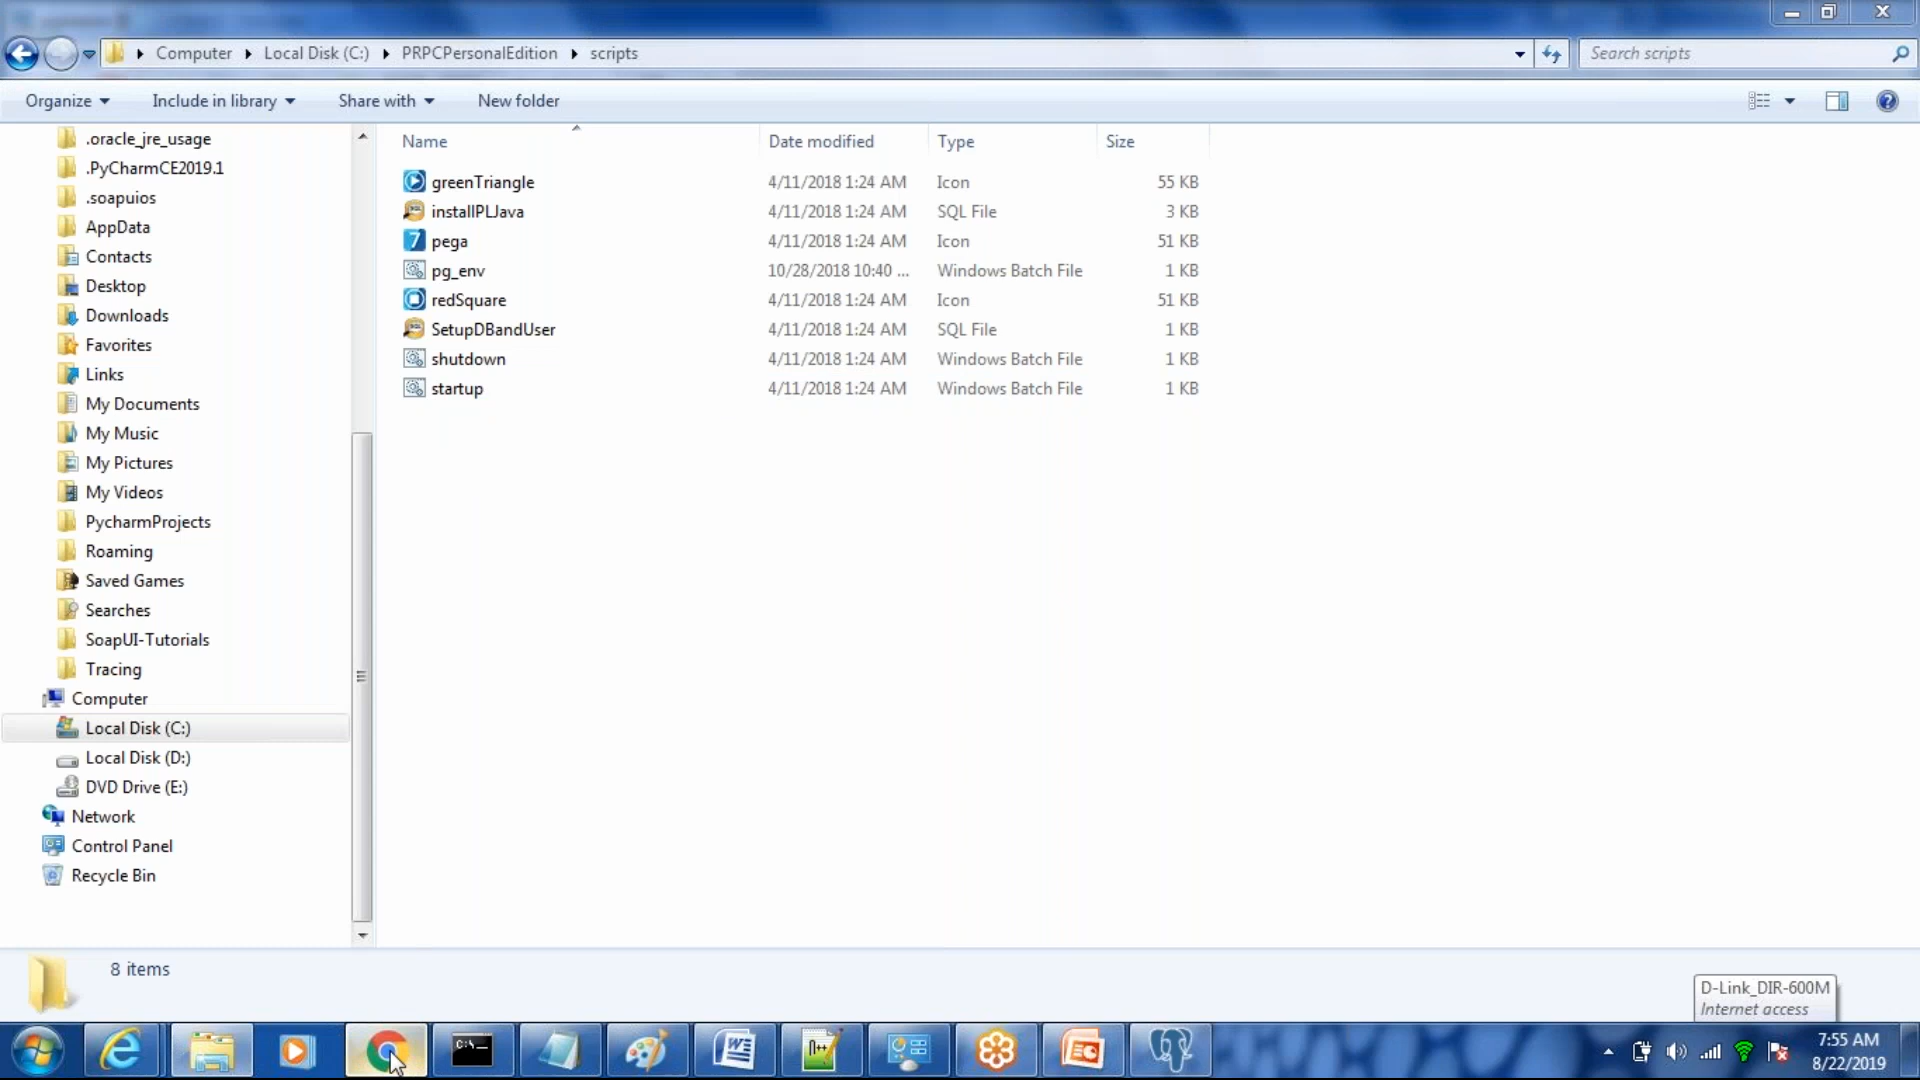 Computer Local Disk (C:) PRPCPersonalEdition scripts
Search scripts
Organize Include in library Share with New folder
Name Date modified Type Size
.oracle_jre_usage
.PyCharmCE2019.1
.soapuios
AppData
Contacts
Desktop
Downloads
Favorites
Links
My Documents
My Music
My Pictures
My Videos
PycharmProjects
Roaming
Saved Games
Searches
SoapUI-Tutorials
Tracing
Computer
Local Disk (C:)
Local Disk (D:)
DVD Drive (E:)
Network
Control Panel
Recycle Bin
greenTriangle 4/11/2018 1:24 AM Icon 55 KB
installPLJava 4/11/2018 1:24 AM SQL File 3 KB
pega 4/11/2018 1:24 AM Icon 51 KB
pg_env 10/28/2018 10:40 ... Windows Batch File 1 KB
redSquare 4/11/2018 1:24 AM Icon 51 KB
SetupDBandUser 4/11/2018 1:24 AM SQL File 1 KB
shutdown 4/11/2018 1:24 AM Windows Batch File 1 KB
startup 4/11/2018 1:24 AM Windows Batch File 1 KB
8 items
D-Link_DIR-600M
Internet access
7:55 AM
8/22/2019